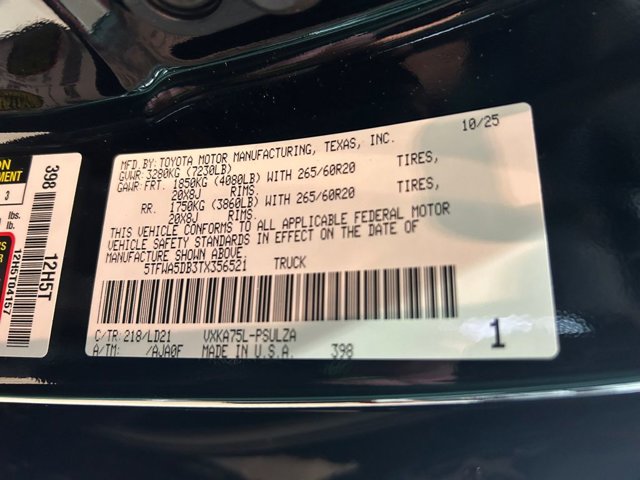 10/25
MFD.BY:TOYOTA MOTOR MANUFACTURING, TEXAS, INC.
GVWR:3280KG (7230LB)
GAWR:FRT. 1850KG (4080LB) WITH 265/60R20 TIRES,
20X8J RIMS.
RR. 1750KG (3860LB) WITH 265/60R20 TIRES,
20X8J RIMS.
THIS VEHICLE CONFORMS TO ALL APPLICABLE FEDERAL MOTOR
VEHICLE SAFETY STANDARDS IN EFFECT ON THE DATE OF
MANUFACTURE SHOWN ABOVE
5TFWA5DB3TX356521 TRUCK
C/TR:218/LD21 VXKA75L-PSULZA
A/TM: /AJA0F MADE IN U.S.A. 398
1
398
12H5T
12H5T04157
3
lbs.